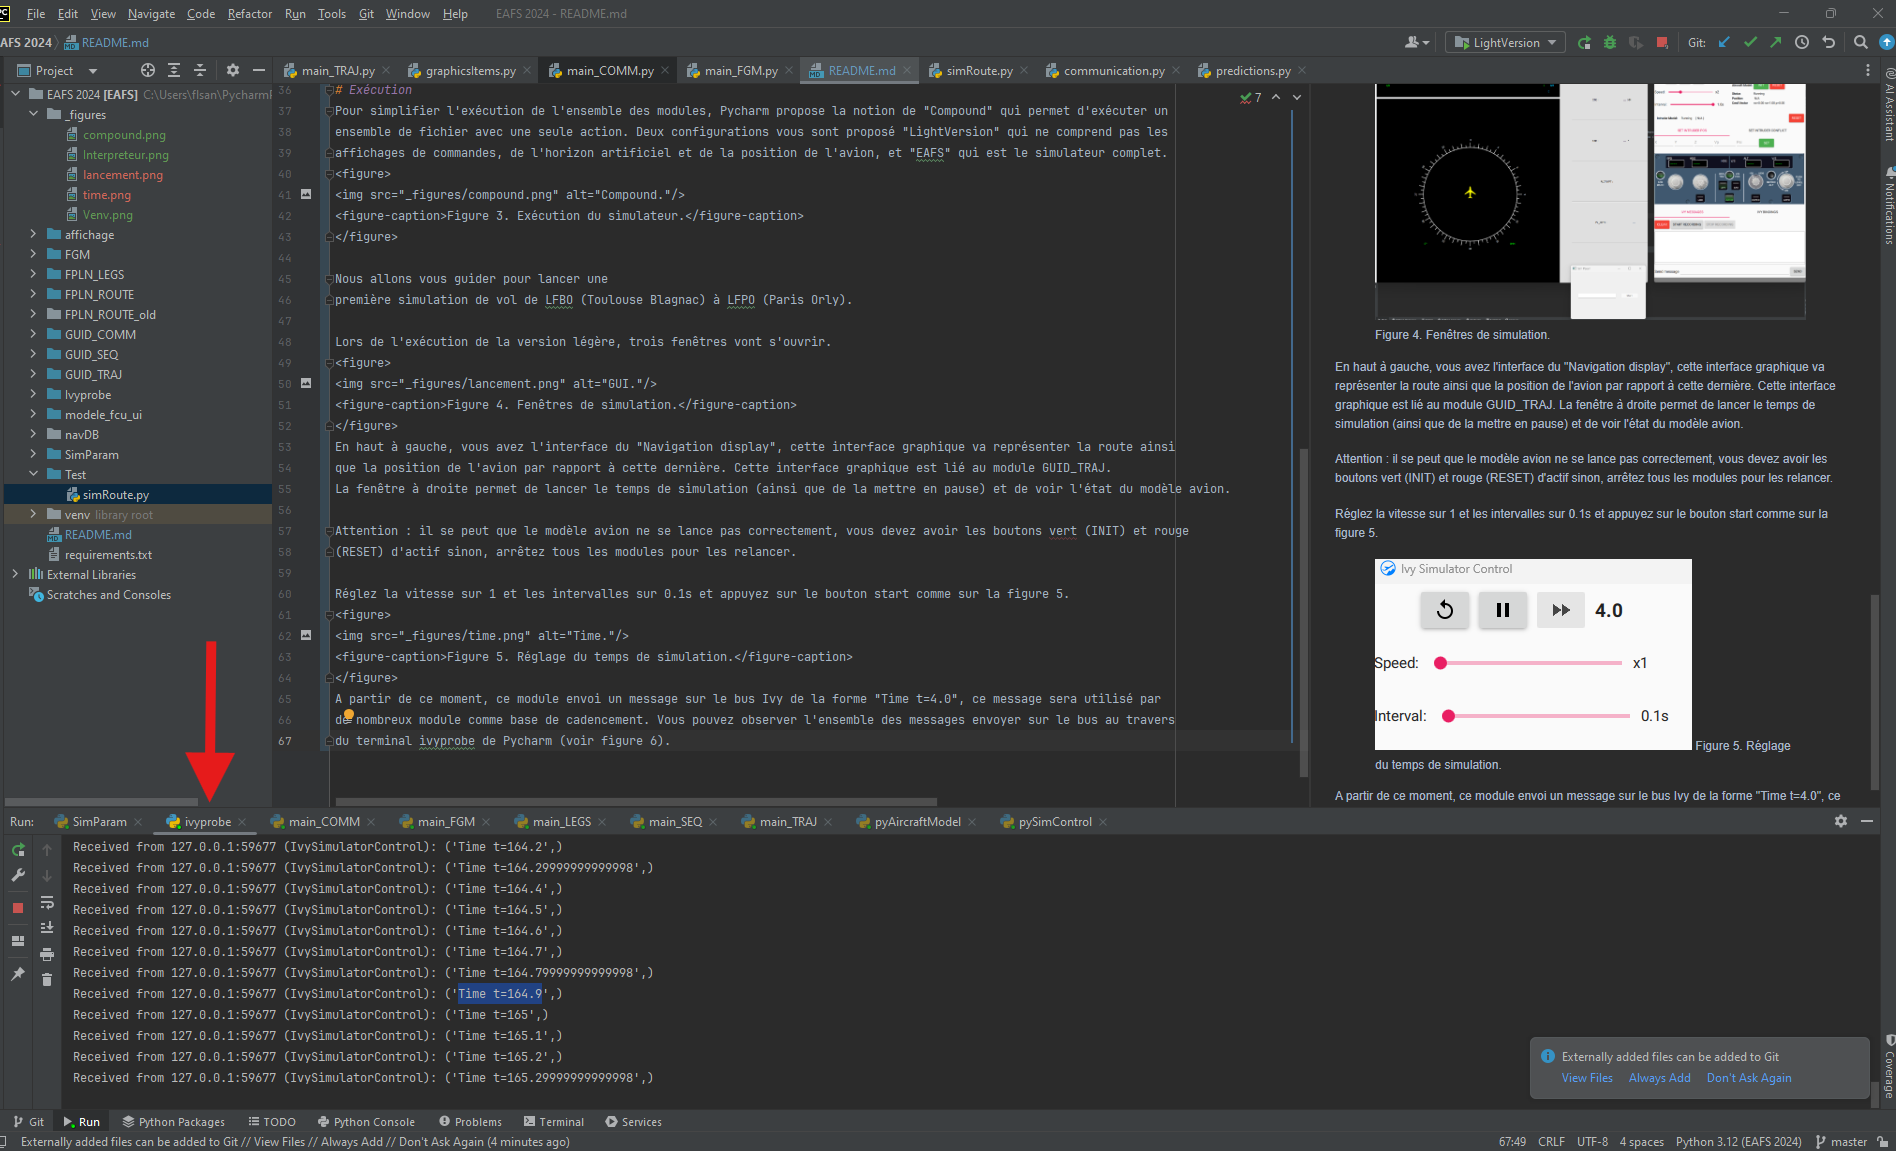 File Edit View Navigate Code Refactor Run Tools Git Window Help EAFS 2024 - README.md
EAFS 2024 README.md LightVersion Git:
Project
main_TRAJ.py graphicsItems.py main_COMM.py main_FGM.py README.md simRoute.py communication.py predictions.py
EAFS 2024 [EAFS] C:\Users\flsan\Pycharm
_figures
compound.png
Interpreteur.png
lancement.png
time.png
Venv.png
affichage
FGM
FPLN_LEGS
FPLN_ROUTE
FPLN_ROUTE_old
GUID_COMM
GUID_SEQ
GUID_TRAJ
Ivyprobe
modele_fcu_ui
navDB
SimParam
Test
simRoute.py
venv library root
README.md
requirements.txt
External Libraries
Scratches and Consoles
7
36 # Exécution
37 Pour simplifier l'exécution de l'ensemble des modules, Pycharm propose la notion de "Compound" qui permet d'exécuter un
38 ensemble de fichier avec une seule action. Deux configurations vous sont proposé "LightVersion" qui ne comprend pas les
39 affichages de commandes, de l'horizon artificiel et de la position de l'avion, et "EAFS" qui est le simulateur complet.
40 <figure>
41 <img src="_figures/compound.png" alt="Compound."/>
42 <figure-caption>Figure 3. Exécution du simulateur.</figure-caption>
43 </figure>
44
45 Nous allons vous guider pour lancer une
46 première simulation de vol de LFBO (Toulouse Blagnac) à LFPO (Paris Orly).
47
48 Lors de l'exécution de la version légère, trois fenêtres vont s'ouvrir.
49 <figure>
50 <img src="_figures/lancement.png" alt="GUI."/>
51 <figure-caption>Figure 4. Fenêtres de simulation.</figure-caption>
52 </figure>
53 En haut à gauche, vous avez l'interface du "Navigation display", cette interface graphique va représenter la route ainsi
54 que la position de l'avion par rapport à cette dernière. Cette interface graphique est lié au module GUID_TRAJ.
55 La fenêtre à droite permet de lancer le temps de simulation (ainsi que de la mettre en pause) et de voir l'état du modèle avion.
56
57 Attention : il se peut que le modèle avion ne se lance pas correctement, vous devez avoir les boutons vert (INIT) et rouge
58 (RESET) d'actif sinon, arrêtez tous les modules pour les relancer.
59
60 Réglez la vitesse sur 1 et les intervalles sur 0.1s et appuyez sur le bouton start comme sur la figure 5.
61 <figure>
62 <img src="_figures/time.png" alt="Time."/>
63 <figure-caption>Figure 5. Réglage du temps de simulation.</figure-caption>
64 </figure>
65 A partir de ce moment, ce module envoi un message sur le bus Ivy de la forme "Time t=4.0", ce message sera utilisé par
66 de nombreux module comme base de cadencement. Vous pouvez observer l'ensemble des messages envoyer sur le bus au travers
67 du terminal ivyprobe de Pycharm (voir figure 6).
Figure 4. Fenêtres de simulation.
En haut à gauche, vous avez l'interface du "Navigation display", cette interface graphique va
représenter la route ainsi que la position de l'avion par rapport à cette dernière. Cette interface
graphique est lié au module GUID_TRAJ. La fenêtre à droite permet de lancer le temps de
simulation (ainsi que de la mettre en pause) et de voir l'état du modèle avion.
Attention : il se peut que le modèle avion ne se lance pas correctement, vous devez avoir les
boutons vert (INIT) et rouge (RESET) d'actif sinon, arrêtez tous les modules pour les relancer.
Réglez la vitesse sur 1 et les intervalles sur 0.1s et appuyez sur le bouton start comme sur la
figure 5.
Ivy Simulator Control
4.0
Speed: x1
Interval: 0.1s
Figure 5. Réglage
du temps de simulation.
A partir de ce moment, ce module envoi un message sur le bus Ivy de la forme "Time t=4.0", ce
AI Assistant
Notifications
Coverage
Run: SimParam ivyprobe main_COMM main_FGM main_LEGS main_SEQ main_TRAJ pyAircraftModel pySimControl
Received from 127.0.0.1:59677 (IvySimulatorControl): ('Time t=164.2',)
Received from 127.0.0.1:59677 (IvySimulatorControl): ('Time t=164.29999999999998',)
Received from 127.0.0.1:59677 (IvySimulatorControl): ('Time t=164.4',)
Received from 127.0.0.1:59677 (IvySimulatorControl): ('Time t=164.5',)
Received from 127.0.0.1:59677 (IvySimulatorControl): ('Time t=164.6',)
Received from 127.0.0.1:59677 (IvySimulatorControl): ('Time t=164.7',)
Received from 127.0.0.1:59677 (IvySimulatorControl): ('Time t=164.79999999999998',)
Received from 127.0.0.1:59677 (IvySimulatorControl): ('Time t=164.9',)
Received from 127.0.0.1:59677 (IvySimulatorControl): ('Time t=165',)
Received from 127.0.0.1:59677 (IvySimulatorControl): ('Time t=165.1',)
Received from 127.0.0.1:59677 (IvySimulatorControl): ('Time t=165.2',)
Received from 127.0.0.1:59677 (IvySimulatorControl): ('Time t=165.29999999999998',)
Externally added files can be added to Git
View Files Always Add Don't Ask Again
Git Run Python Packages TODO Python Console Problems Terminal Services
Externally added files can be added to Git // View Files // Always Add // Don't Ask Again (4 minutes ago) 67:49 CRLF UTF-8 4 spaces Python 3.12 (EAFS 2024) master